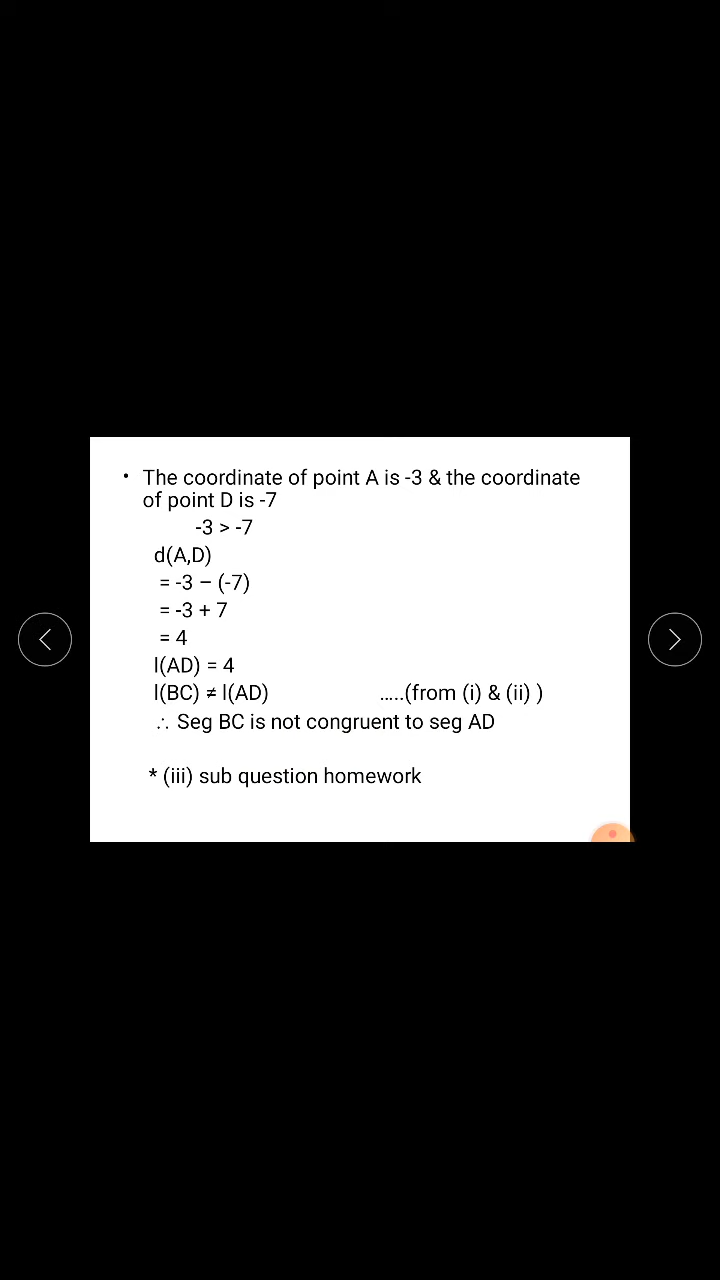 • The coordinate of point A is -3 & the coordinate
of point D is -7
-3 > -7
d(A,D)
= -3 – (-7)
= -3 + 7
= 4
l(AD) = 4
l(BC) ≠ l(AD) …..(from (i) & (ii) )
∴ Seg BC is not congruent to seg AD
* (iii) sub question homework